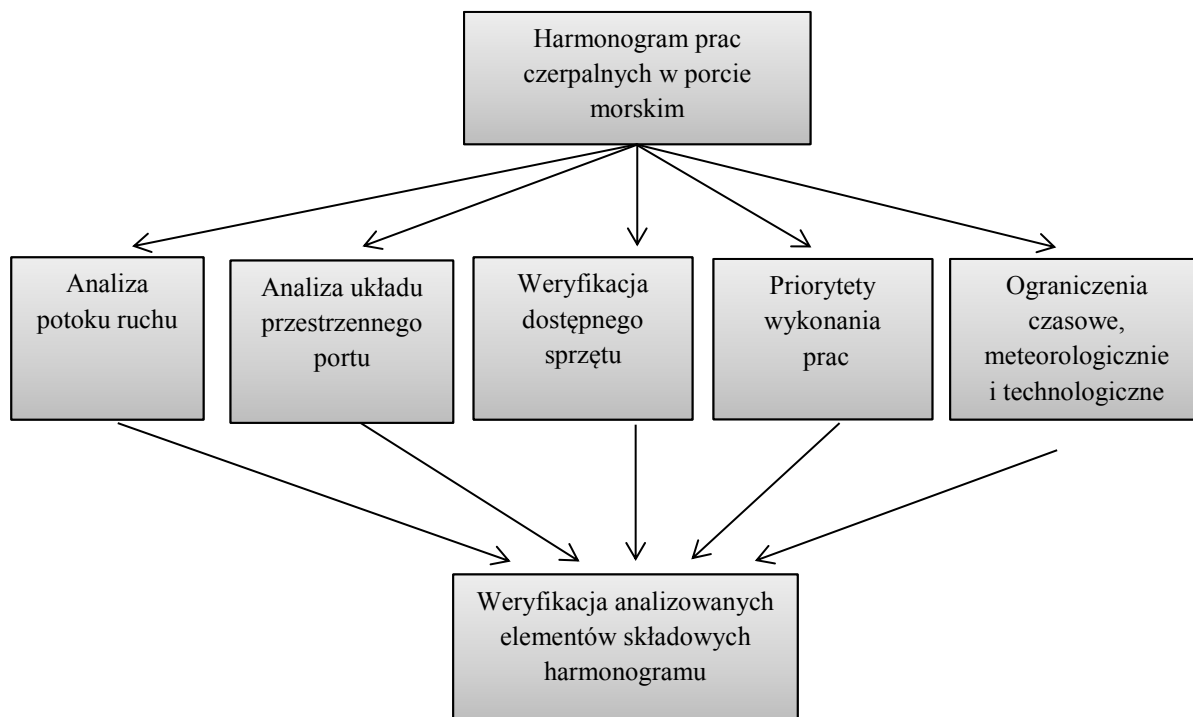 Harmonogram prac
czerpalnych w porcie
morskim
Analiza
potoku ruchu
Analiza układu
przestrzennego
portu
Weryfikacja
dostępnego
sprzętu
Priorytety
wykonania
prac
Ograniczenia
czasowe,
meteorologicznie
i technologiczne
Weryfikacja analizowanych
elementów składowych
harmonogramu